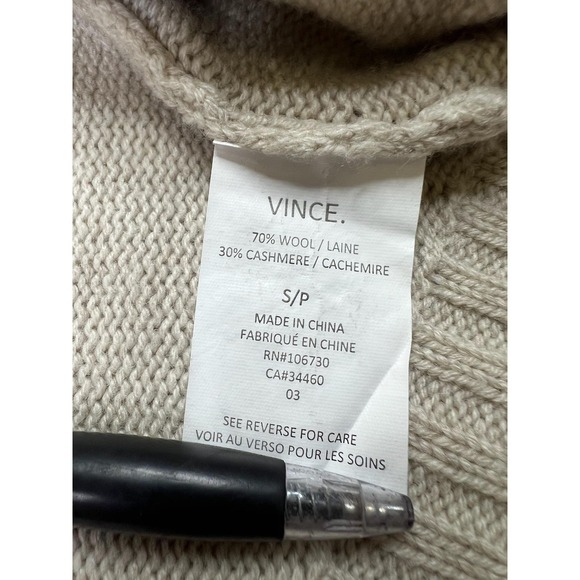 VINCE.
70% WOOL / LAINE
30% CASHMERE / CACHEMIRE
S/P
MADE IN CHINA
FABRIQUÉ EN CHINE
RN#106730
CA#34460
03
SEE REVERSE FOR CARE
VOIR AU VERSO POUR LES SOINS